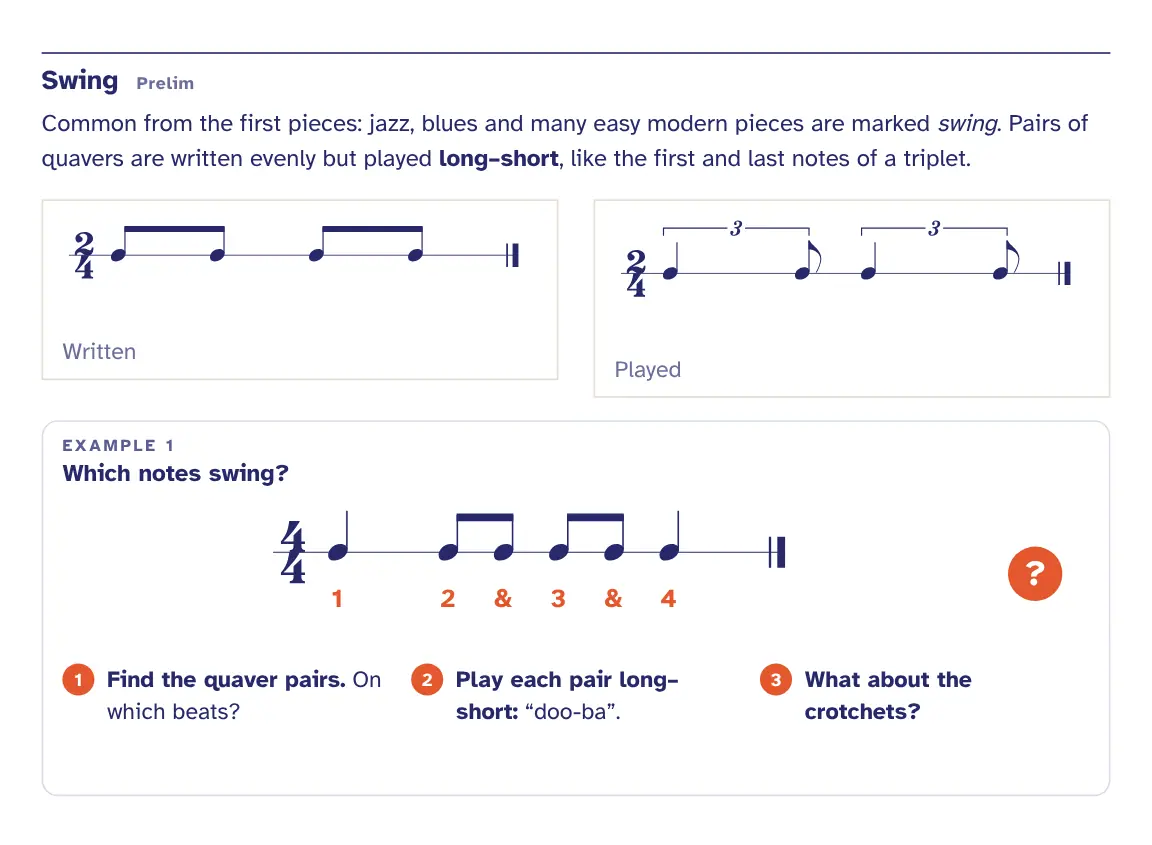 Swing Prelim
Common from the first pieces: jazz, blues and many easy modern pieces are marked swing. Pairs of
quavers are written evenly but played long–short, like the first and last notes of a triplet.
2
4
Written
3 3
2
4
Played
EXAMPLE 1
Which notes swing?
4
4
1 2 & 3 & 4
?
1 Find the quaver pairs. On
which beats?
2 Play each pair long–
short: “doo-ba”.
3 What about the
crotchets?